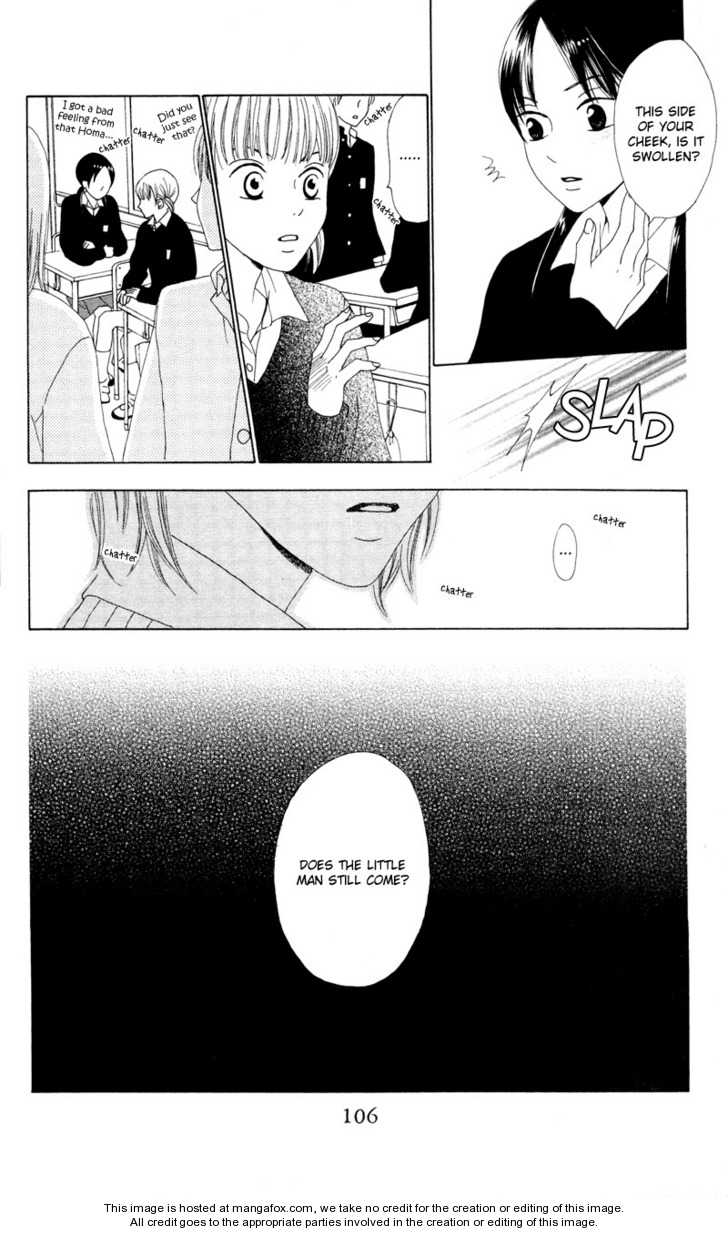 THIS SIDE
OF YOUR
CHEEK, IS IT
SWOLLEN?
SLAP
.....
chatter
chatter
Did you
just see
that?
chatter
I got a bad
feeling from
that Homa...
chatter
chatter
...
chatter
chatter
DOES THE LITTLE
MAN STILL COME?
106
This image is hosted at mangafox.com, we take no credit for the creation or editing of this image.
All credit goes to the appropriate parties involved in the creation or editing of this image.